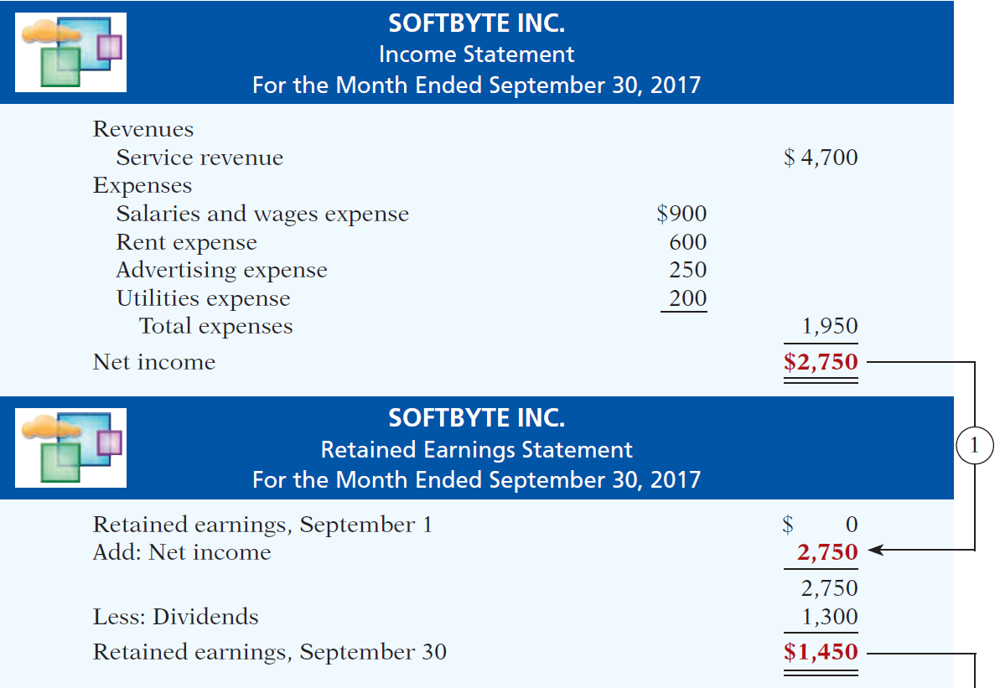 SOFTBYTE INC.
Income Statement
For the Month Ended September 30, 2017
Revenues
Service revenue $ 4,700
Expenses
Salaries and wages expense $900
Rent expense 600
Advertising expense 250
Utilities expense 200
Total expenses 1,950
Net income $2,750
SOFTBYTE INC.
Retained Earnings Statement
For the Month Ended September 30, 2017
1
Retained earnings, September 1 $ 0
Add: Net income 2,750
2,750
Less: Dividends 1,300
Retained earnings, September 30 $1,450